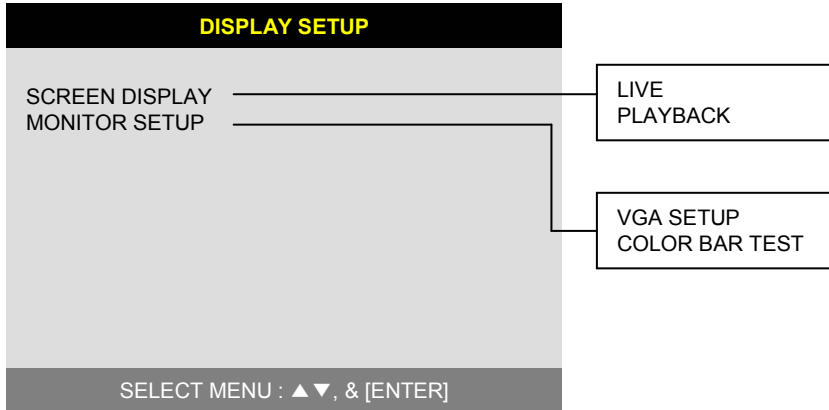 DISPLAY SETUP
SCREEN DISPLAY
MONITOR SETUP
LIVE
PLAYBACK
VGA SETUP
COLOR BAR TEST
SELECT MENU : ▲▼, & [ENTER]